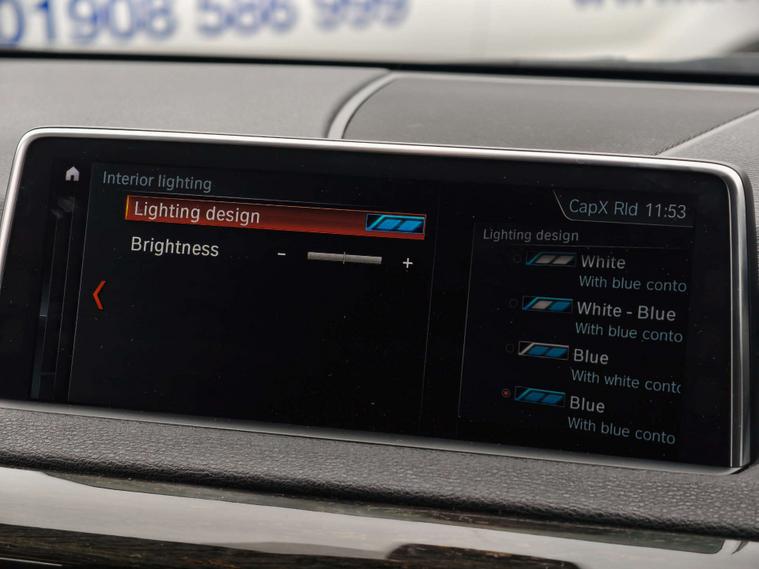 01908 586 999
Interior lighting
Lighting design
Brightness
- +
CapX Rld 11:53
Lighting design
White
With blue conto
White - Blue
With blue conto
Blue
With white conto
Blue
With blue conto